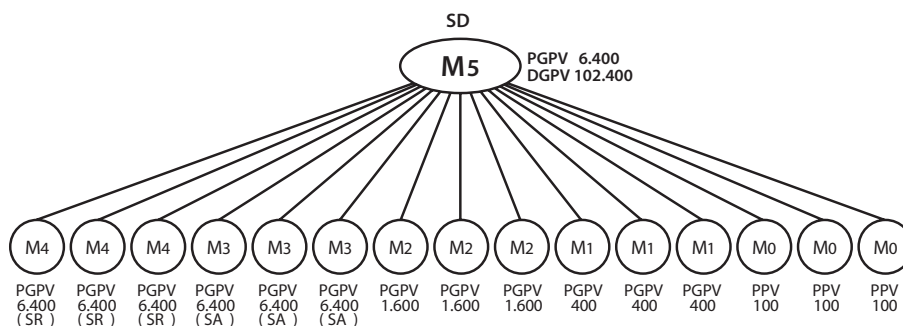 SD
M5
PGPV 6.400
DGPV 102.400
M4 M4 M4 M3 M3 M3 M2 M2 M2 M1 M1 M1 M0 M0 M0
PGPV PGPV PGPV PGPV PGPV PGPV PGPV PGPV PGPV PGPV PGPV PGPV PPV PPV PPV
6.400 6.400 6.400 6.400 6.400 6.400 1.600 1.600 1.600 400 400 400 100 100 100
( SR ) ( SR ) ( SR ) ( SA ) ( SA ) ( SA )